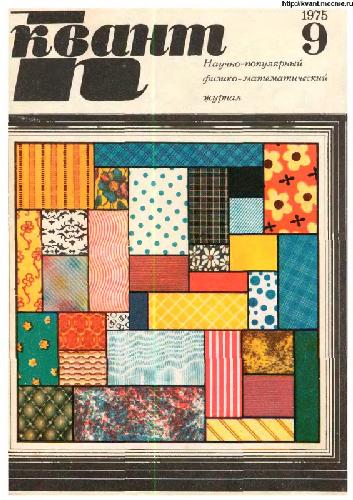 http://kvant.mccme.ru
1975
квант
9
Научно-популярный
физико-математический
журнал